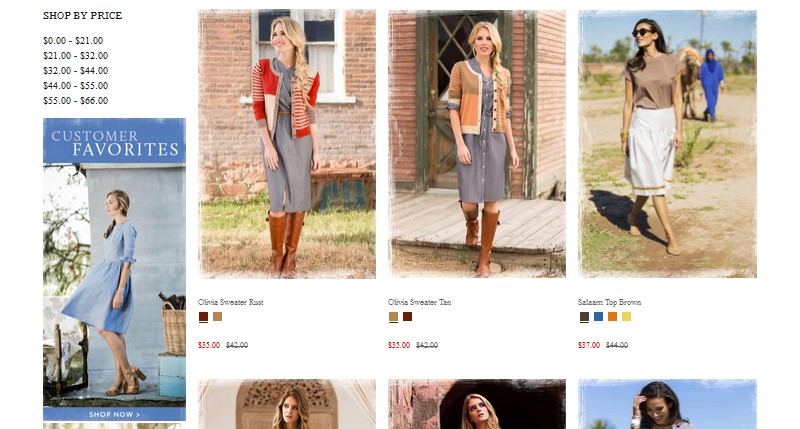 SHOP BY PRICE
$0.00 - $21.00
$21.00 - $32.00
$32.00 - $44.00
$44.00 - $55.00
$55.00 - $66.00
CUSTOMER
FAVORITES
SHOP NOW >
Olivia Sweater Rust
$35.00 $42.00
Olivia Sweater Tan
$35.00 $42.00
Salaam Top Brown
$37.00 $44.00